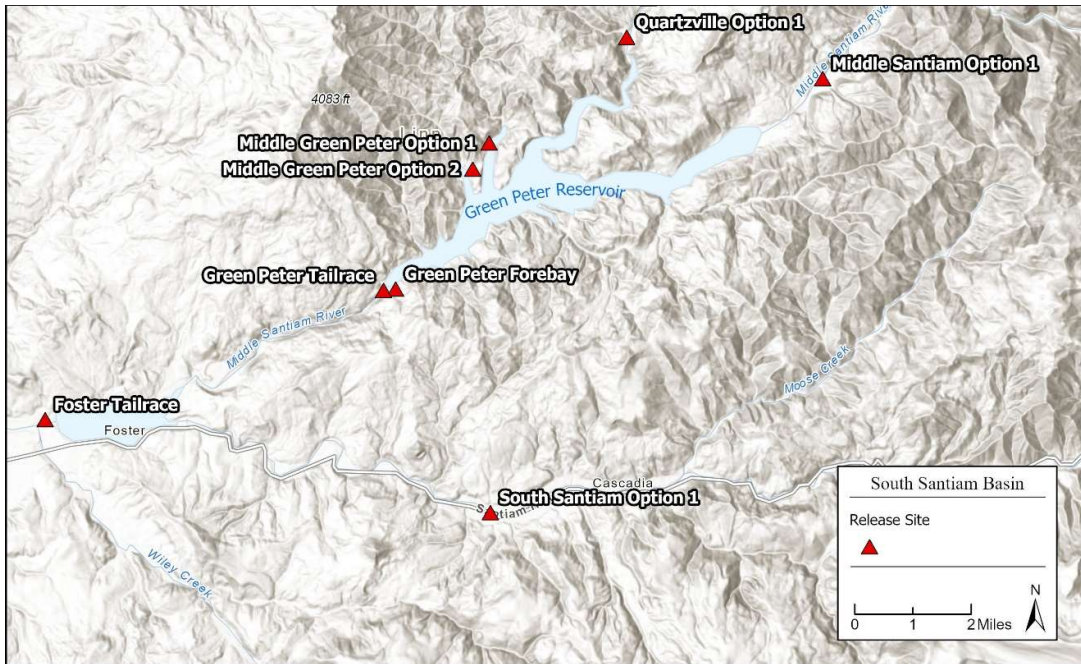 Quartzville Option 1
Middle Santiam River
Middle Santiam Option 1
4083 ft
Linn
Middle Green Peter Option 1
Middle Green Peter Option 2
Green Peter Reservoir
Green Peter Tailrace
Green Peter Forebay
Middle Santiam River
Moose Creek
Foster Tailrace
Foster
Cascadia
South Santiam Option 1
Wiley Creek
South Santiam Basin
Release Site
N
0 1 2 Miles